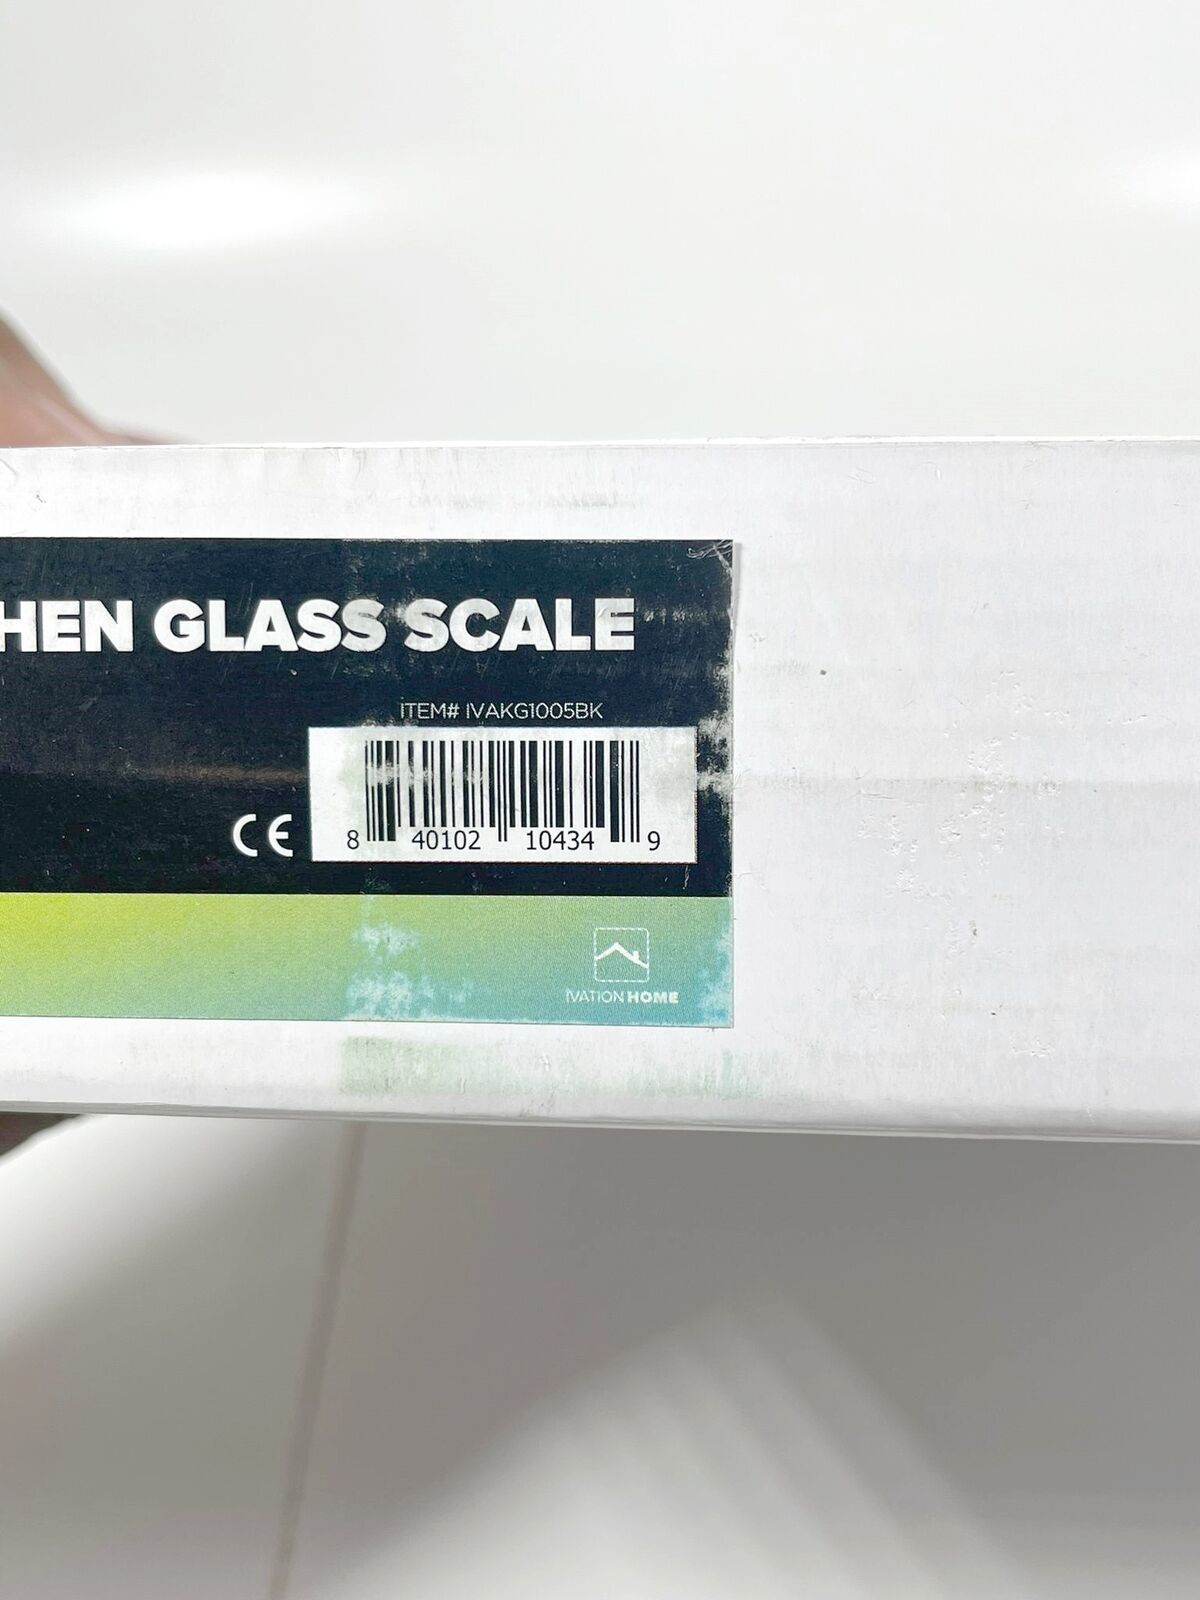 HEN GLASS SCALE
ITEM# IVAKG1005BK
CE
8 40102 10434 9
IVATION HOME